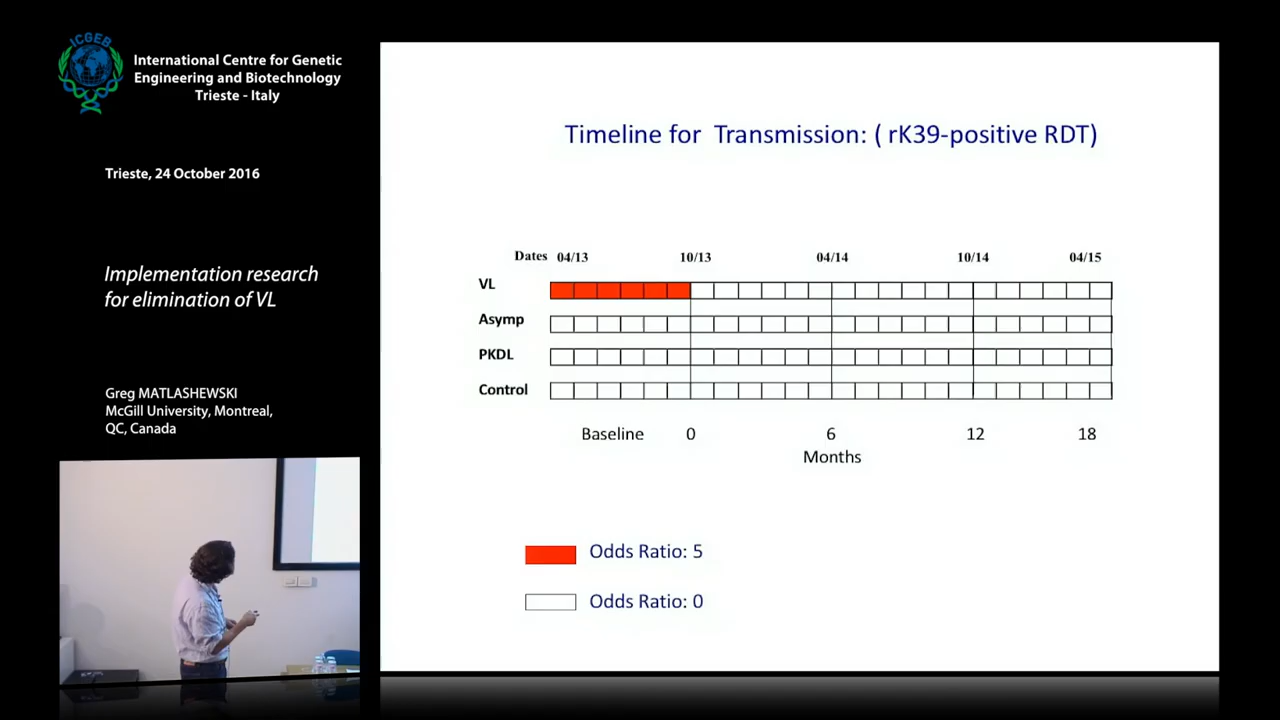 ICGEB
International Centre for Genetic
Engineering and Biotechnology
Trieste - Italy
Trieste, 24 October 2016
Implementation research
for elimination of VL
Greg MATLASHEWSKI
McGill University, Montreal,
QC, Canada
Timeline for Transmission: ( rK39-positive RDT)
Dates 04/13 10/13 04/14 10/14 04/15
VL
Asymp
PKDL
Control
Baseline 0 6 12 18
Months
Odds Ratio: 5
Odds Ratio: 0